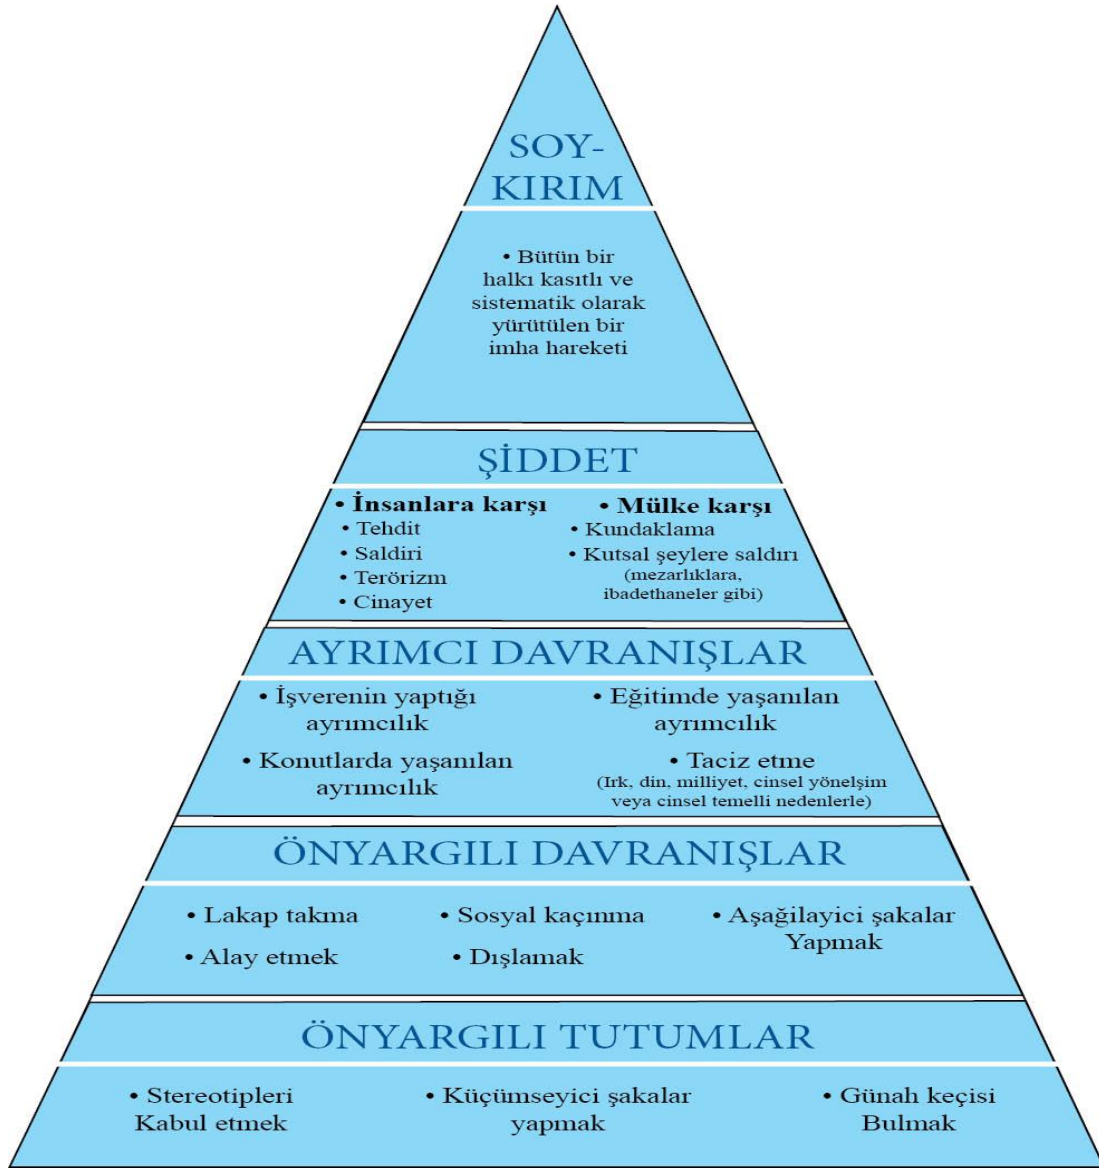 SOY-
KIRIM
• Bütün bir
halkı kasıtlı ve
sistematik olarak
yürütülen bir
imha hareketi
ŞİDDET
• İnsanlara karşı
• Tehdit
• Saldiri
• Terörizm
• Cinayet
• Mülke karşı
• Kundaklama
• Kutsal şeylere saldırı
(mezarlıklara,
ibadethaneler gibi)
AYRIMCI DAVRANIŞLAR
• İşverenin yaptığı
ayrımcılık
• Eğitimde yaşanılan
ayrımcılık
• Konutlarda yaşanılan
ayrımcılık
• Taciz etme
(Irk, din, milliyet, cinsel yönelşim
veya cinsel temelli nedenlerle)
ÖNYARGILI DAVRANIŞLAR
• Lakap takma
• Sosyal kaçınma
• Aşağilayici şakalar
Yapmak
• Alay etmek
• Dışlamak
ÖNYARGILI TUTUMLAR
• Stereotipleri
Kabul etmek
• Küçümseyici şakalar
yapmak
• Günah keçisi
Bulmak